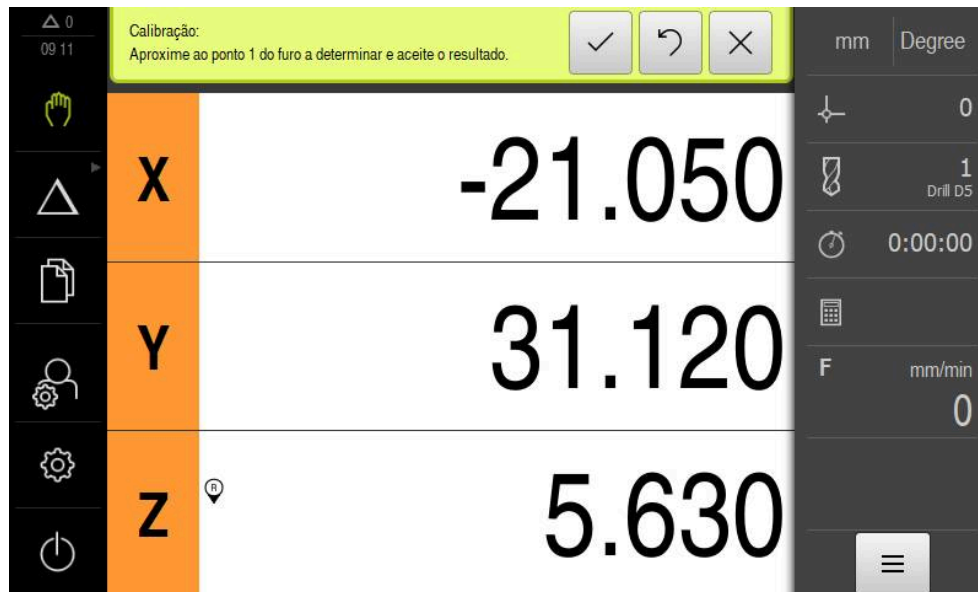 0
09 11
Calibração:
Aproxime ao ponto 1 do furo a determinar e aceite o resultado.
mm Degree
0
X -21.050
1
Drill D5
0:00:00
Y 31.120
F mm/min
0
Z R 5.630